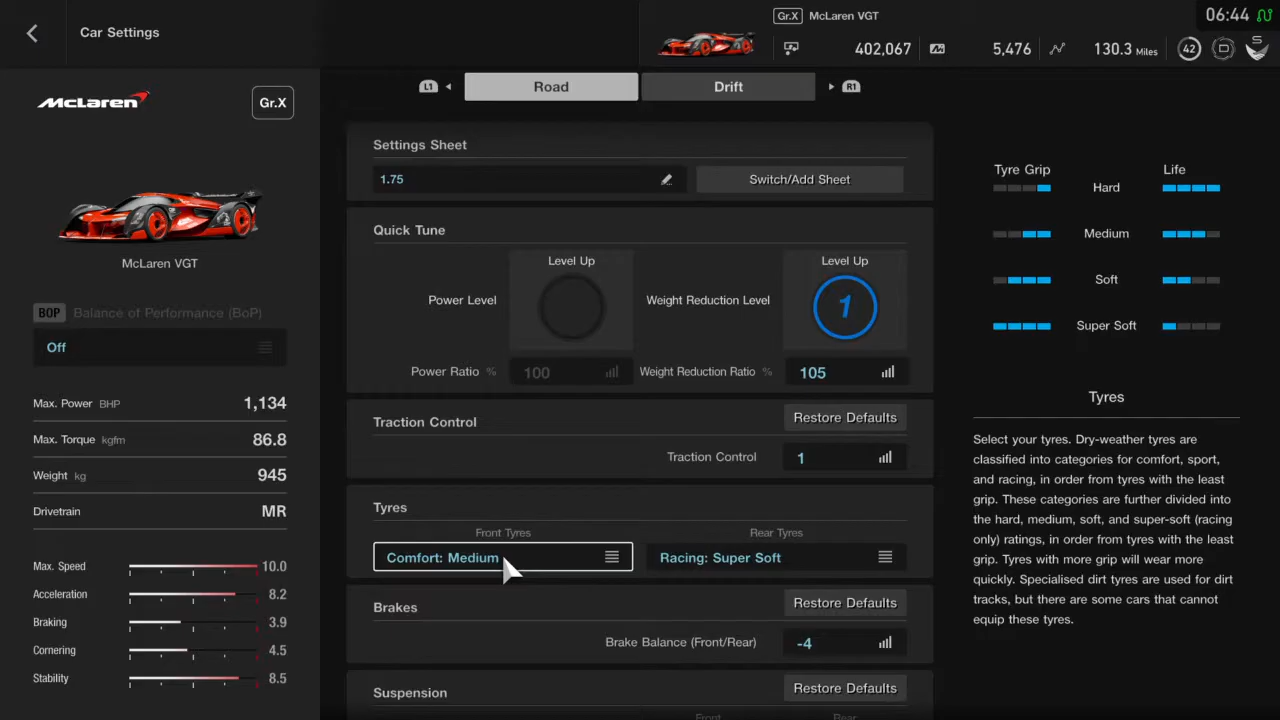 Car Settings
Gr.X McLaren VGT
402,067 5,476 130.3 Miles 42 D S
06:44
McLaren
Gr.X
McLaren VGT
BOP Balance of Performance (BoP)
Off
Max. Power BHP 1,134
Max. Torque kgfm 86.8
Weight kg 945
Drivetrain MR
Max. Speed 10.0
Acceleration 8.2
Braking 3.9
Cornering 4.5
Stability 8.5
L1 Road Drift R1
Settings Sheet
1.75 Switch/Add Sheet
Quick Tune
Level Up Level Up
Power Level Weight Reduction Level 1
Power Ratio % 100 Weight Reduction Ratio % 105
Traction Control Restore Defaults
Traction Control 1
Tyres
Front Tyres Rear Tyres
Comfort: Medium Racing: Super Soft
Brakes Restore Defaults
Brake Balance (Front/Rear) -4
Suspension Restore Defaults
Front Rear
Tyre Grip Life
Hard
Medium
Soft
Super Soft
Tyres
Select your tyres. Dry-weather tyres are
classified into categories for comfort, sport,
and racing, in order from tyres with the least
grip. These categories are further divided into
the hard, medium, soft, and super-soft (racing
only) ratings, in order from tyres with the least
grip. Tyres with more grip will wear more
quickly. Specialised dirt tyres are used for dirt
tracks, but there are some cars that cannot
equip these tyres.